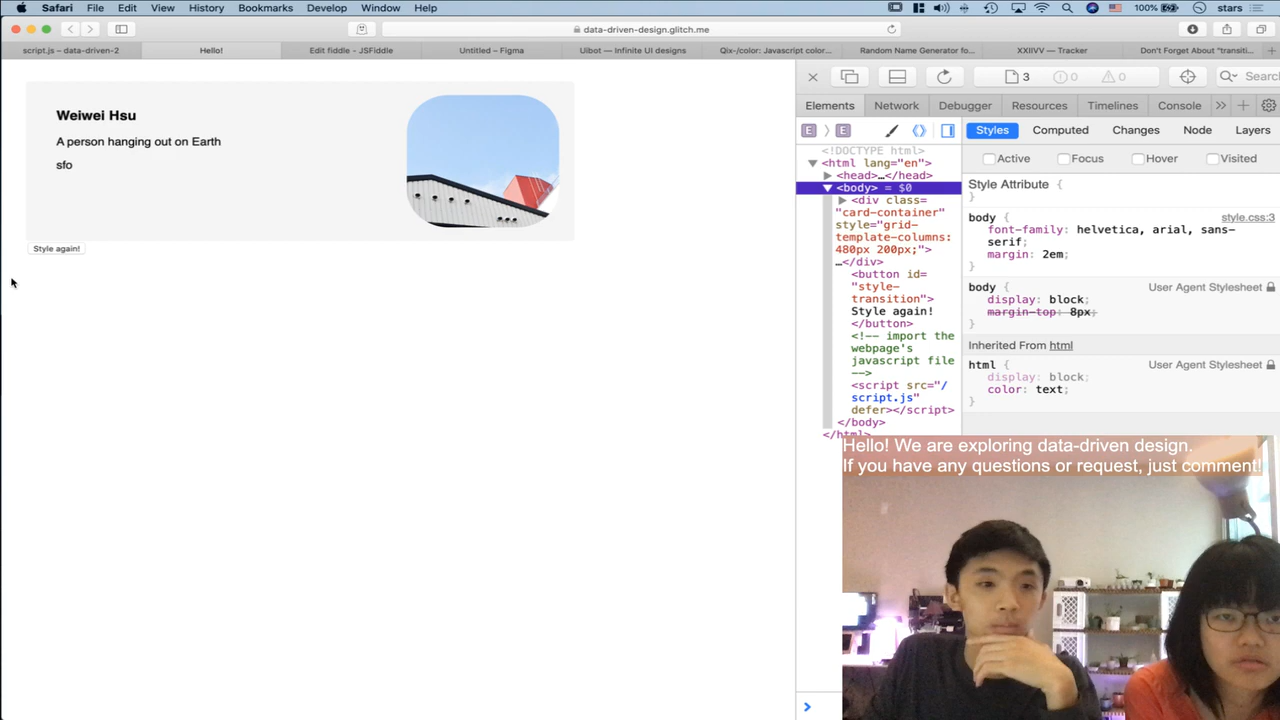 Safari File Edit View History Bookmarks Develop Window Help 100% stars
data-driven-design.glitch.me
script.js – data-driven-2 Hello! Edit fiddle - JSFiddle Untitled – Figma Uibot — Infinite UI designs Qix-/color: Javascript color... Random Name Generator fo... XXIIVV — Tracker Don't Forget About "transiti...
Weiwei Hsu
A person hanging out on Earth
sfo
Style again!
3 0 0 Searc
Elements Network Debugger Resources Timelines Console
E E
<!DOCTYPE html>
<html lang="en">
<head>…</head>
<body> = $0
<div class=
"card-container"
style="grid-
template-columns:
480px 200px;">
…</div>
<button id=
"style-
transition">
Style again!
</button>
<!-- import the
webpage's
javascript file
-->
<script src="/
script.js"
defer></script>
</body>
</html>
Styles Computed Changes Node Layers
Active Focus Hover Visited
Style Attribute {
}
body { style.css:3
font-family: helvetica, arial, sans-
serif;
margin: 2em;
}
body { User Agent Stylesheet
display: block;
margin-top: 8px;
}
Inherited From html
html { User Agent Stylesheet
display: block;
color: text;
}
Hello! We are exploring data-driven design.
If you have any questions or request, just comment!